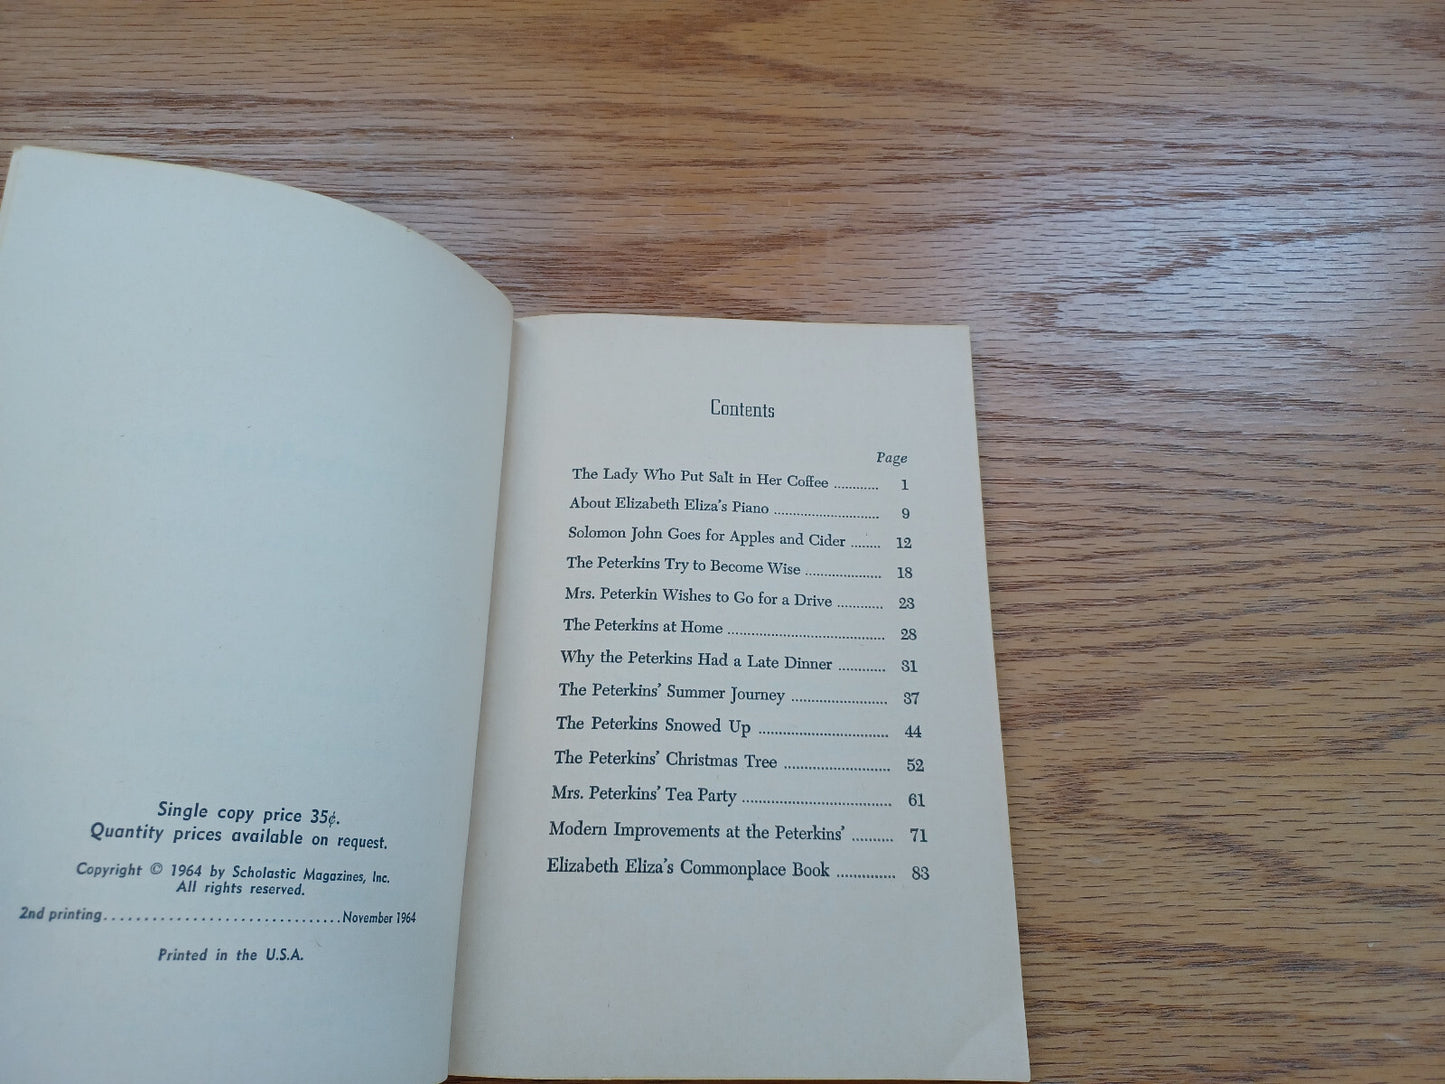 Single copy price 35¢.
Quantity prices available on request.
Copyright © 1964 by Scholastic Magazines, Inc.
All rights reserved.
2nd printing..............................November 1964
Printed in the U.S.A.
Contents
Page
The Lady Who Put Salt in Her Coffee ............ 1
About Elizabeth Eliza's Piano ............................ 9
Solomon John Goes for Apples and Cider ........ 12
The Peterkins Try to Become Wise .................... 18
Mrs. Peterkin Wishes to Go for a Drive ............ 23
The Peterkins at Home ........................................ 28
Why the Peterkins Had a Late Dinner ............ 31
The Peterkins' Summer Journey ........................ 37
The Peterkins Snowed Up ................................ 44
The Peterkins' Christmas Tree .......................... 52
Mrs. Peterkins' Tea Party .................................... 61
Modern Improvements at the Peterkins' .......... 71
Elizabeth Eliza's Commonplace Book .............. 83